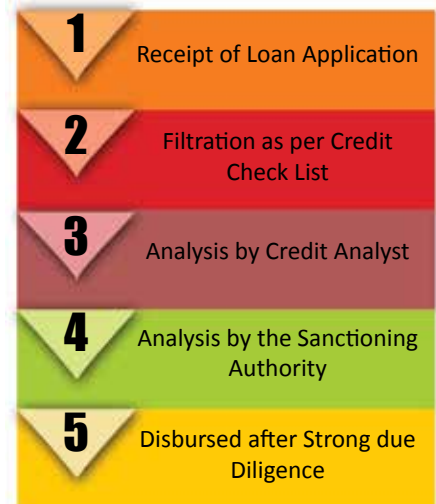 1
Receipt of Loan Application
2
Filtration as per Credit
Check List
3
Analysis by Credit Analyst
4
Analysis by the Sanctioning
Authority
5
Disbursed after Strong due
Diligence